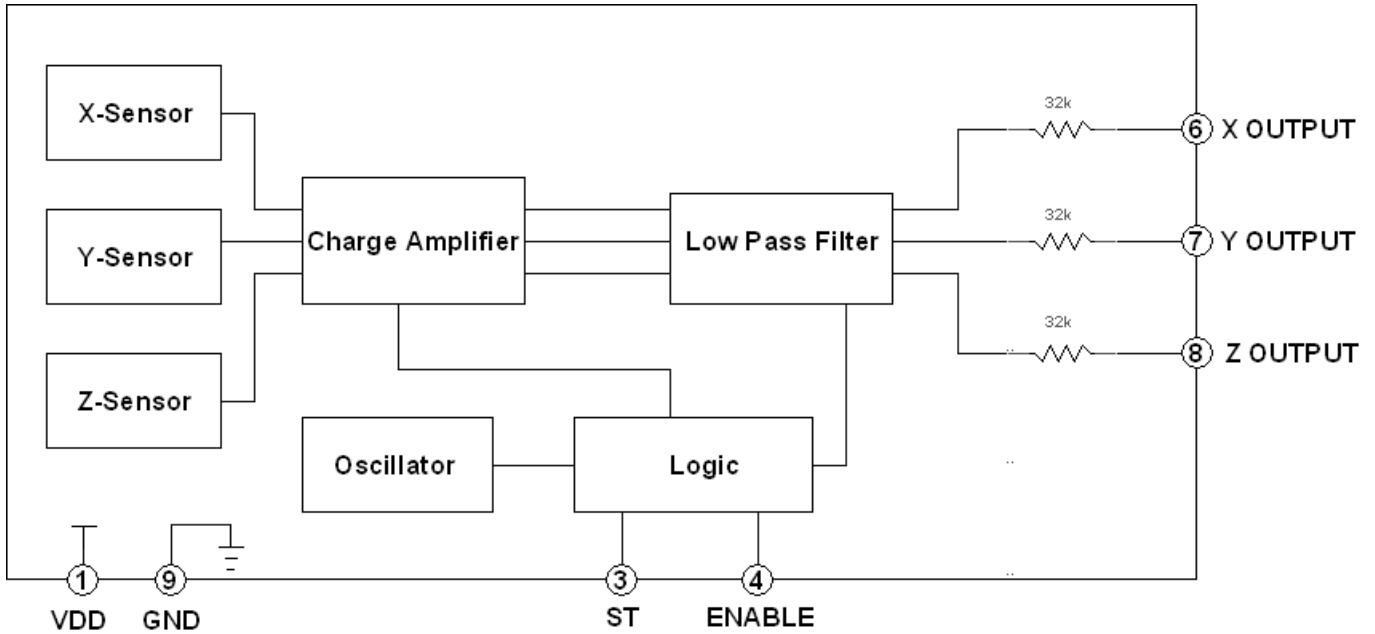 X-Sensor
32k
6 X OUTPUT
Y-Sensor
Charge Amplifier
Low Pass Filter
32k
7 Y OUTPUT
Z-Sensor
32k
8 Z OUTPUT
Oscillator
Logic
1
9
3
4
VDD
GND
ST
ENABLE